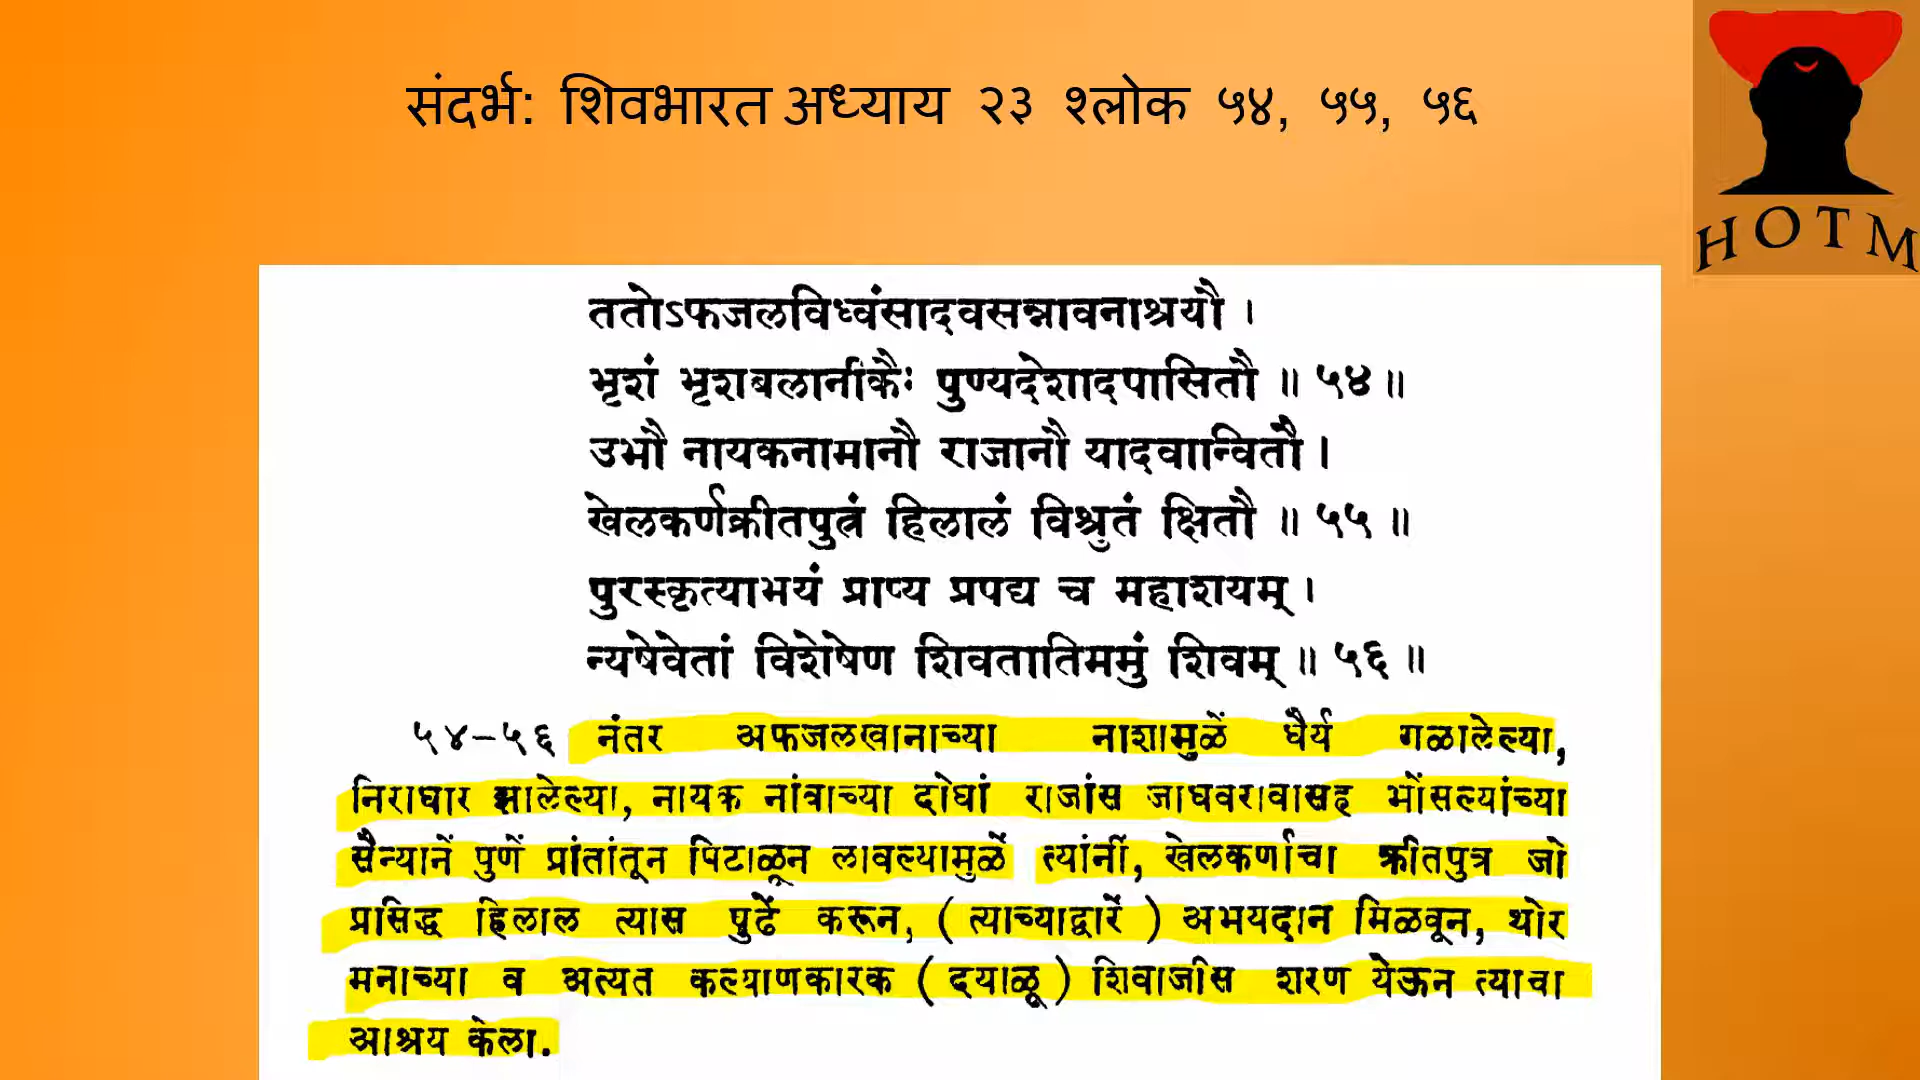 संदर्भ: शिवभारत अध्याय २३ श्लोक ५४, ५५, ५६
HOTM
ततोऽफजलविध्वंसादवसन्नावनाश्रयौ ।
भृशं भृशबलानीकैः पुण्यदेशादपासितौ ॥ ५४ ॥
उभौ नायकनामानौ राजानौ यादवान्वितौ ।
खेलकर्णक्रीतपुत्रं हिलालं विश्रुतं क्षितौ ॥ ५५ ॥
पुरस्कृत्याभयं प्राप्य प्रपद्य च महाशयम् ।
न्यषेवेतां विशेषेण शिवतातिममुं शिवम् ॥ ५६ ॥
५४-५६ नंतर अफजलखानाच्या नाशामुळें धैर्य गळालेल्या,
निराधार झालेल्या, नायक नांवाच्या दोघां राजांस जाधवरावासह भोंसल्यांच्या
सैन्यानें पुणें प्रांतांतून पिटाळून लावल्यामुळें त्यांनीं, खेलकर्णाचा क्रीतपुत्र जो
प्रसिद्ध हिलाल त्यास पुढें करून, ( त्याच्याद्वारें ) अभयदान मिळवून, थोर
मनाच्या व अत्यत कल्याणकारक ( दयाळू ) शिवाजीस शरण येऊन त्याचा
आश्रय केला.